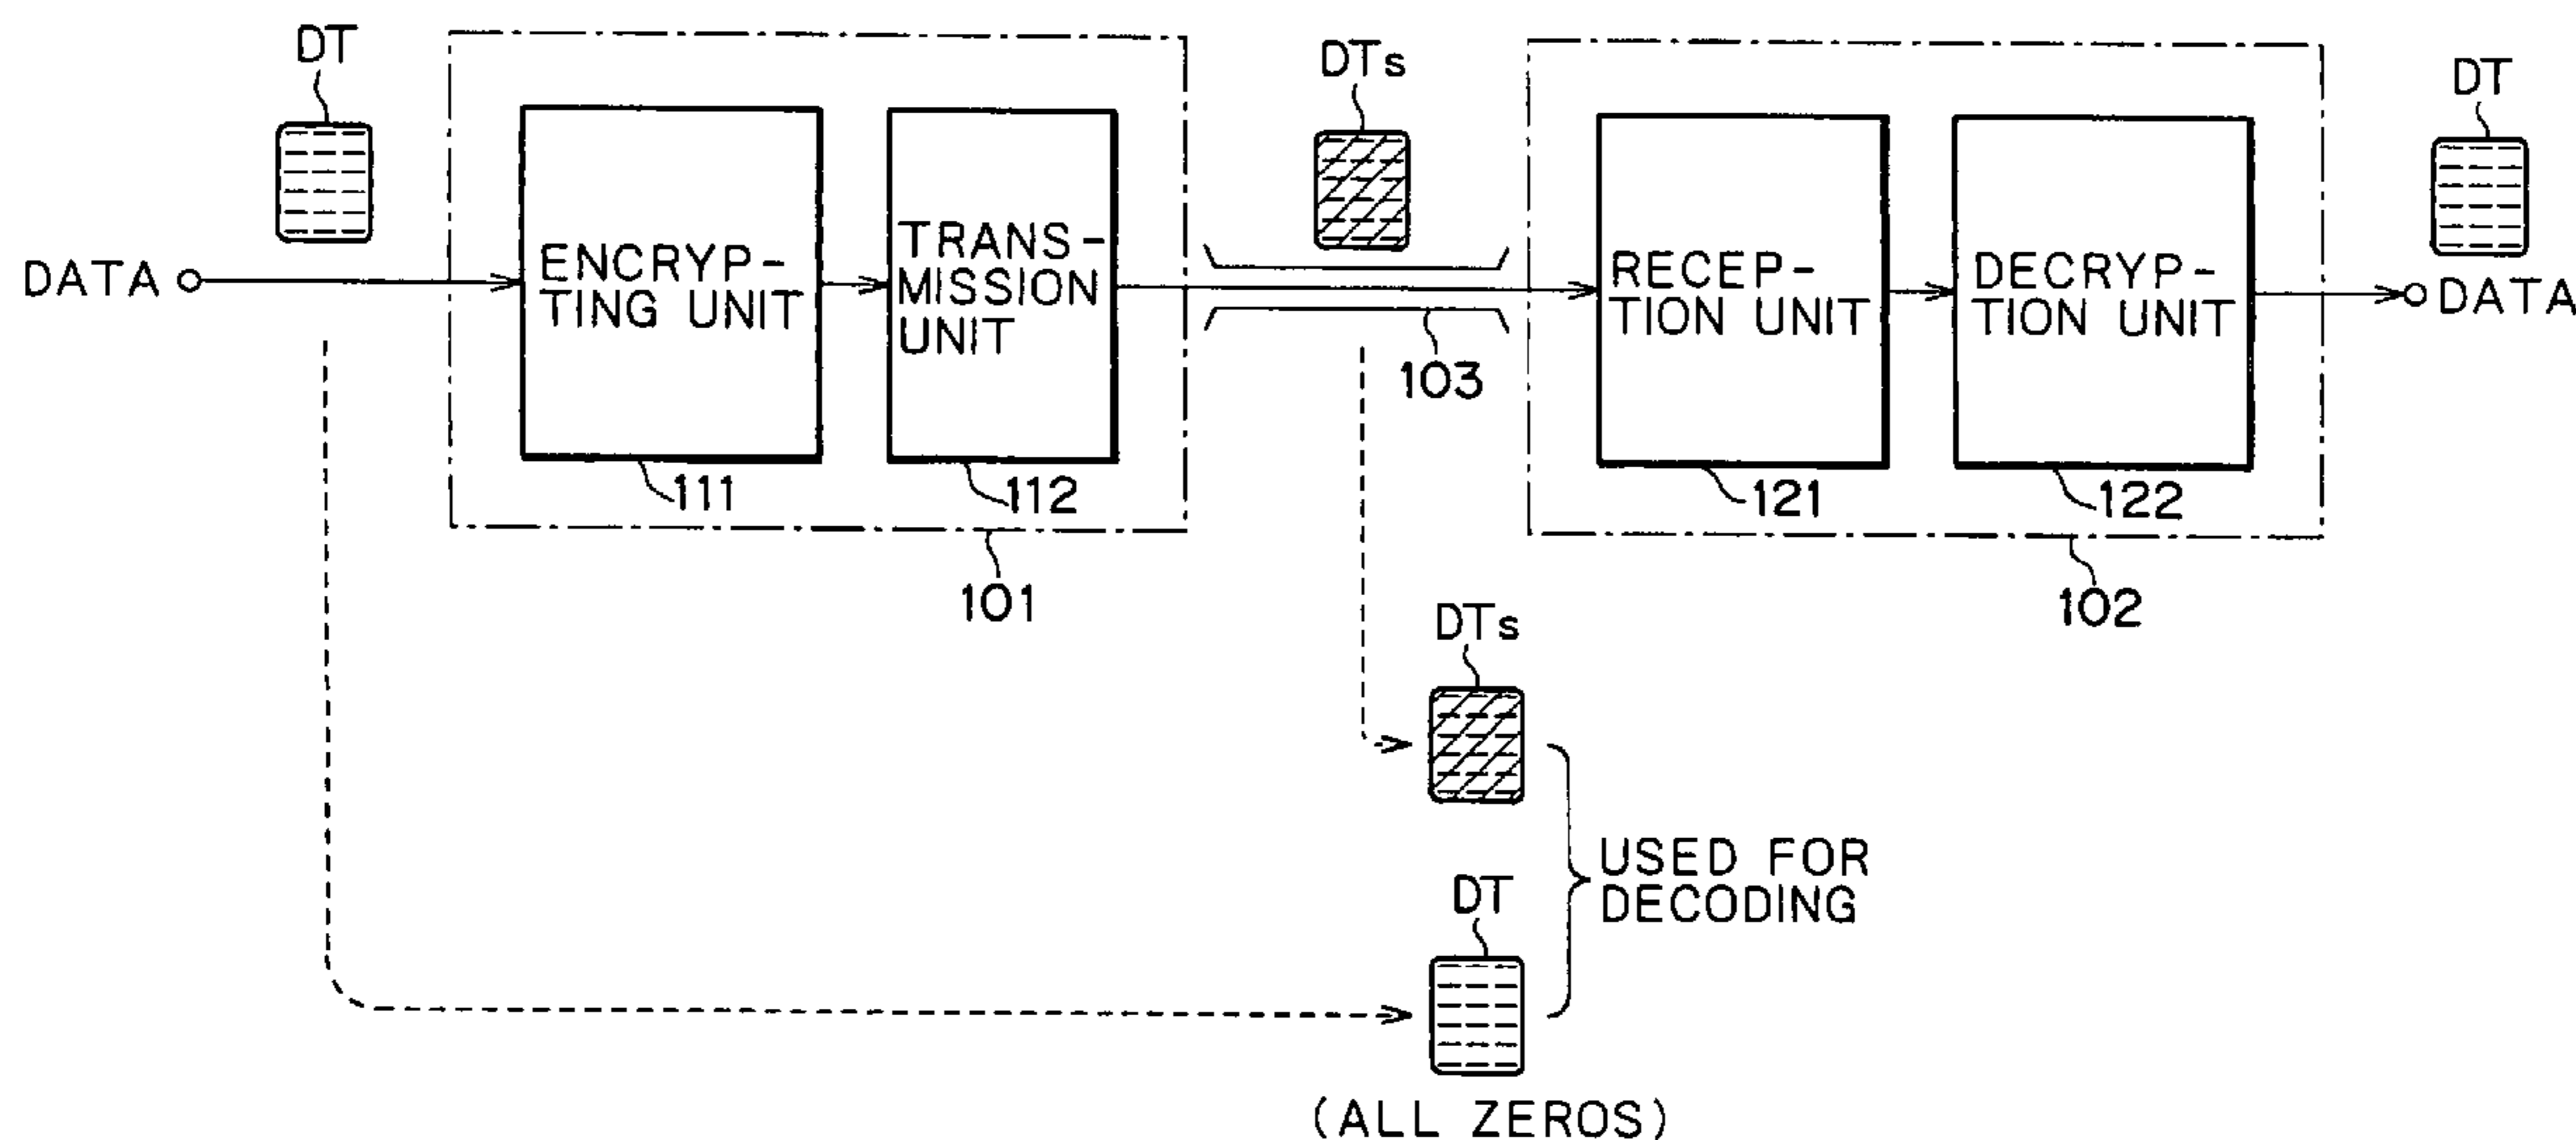 DT
DTs
DT
DATA
ENCRYP-
TING UNIT
TRANS-
MISSION
UNIT
RECEP-
TION UNIT
DECRYP-
TION UNIT
DATA
103
111
112
121
122
101
102
DTs
USED FOR
DECODING
DT
(ALL ZEROS)